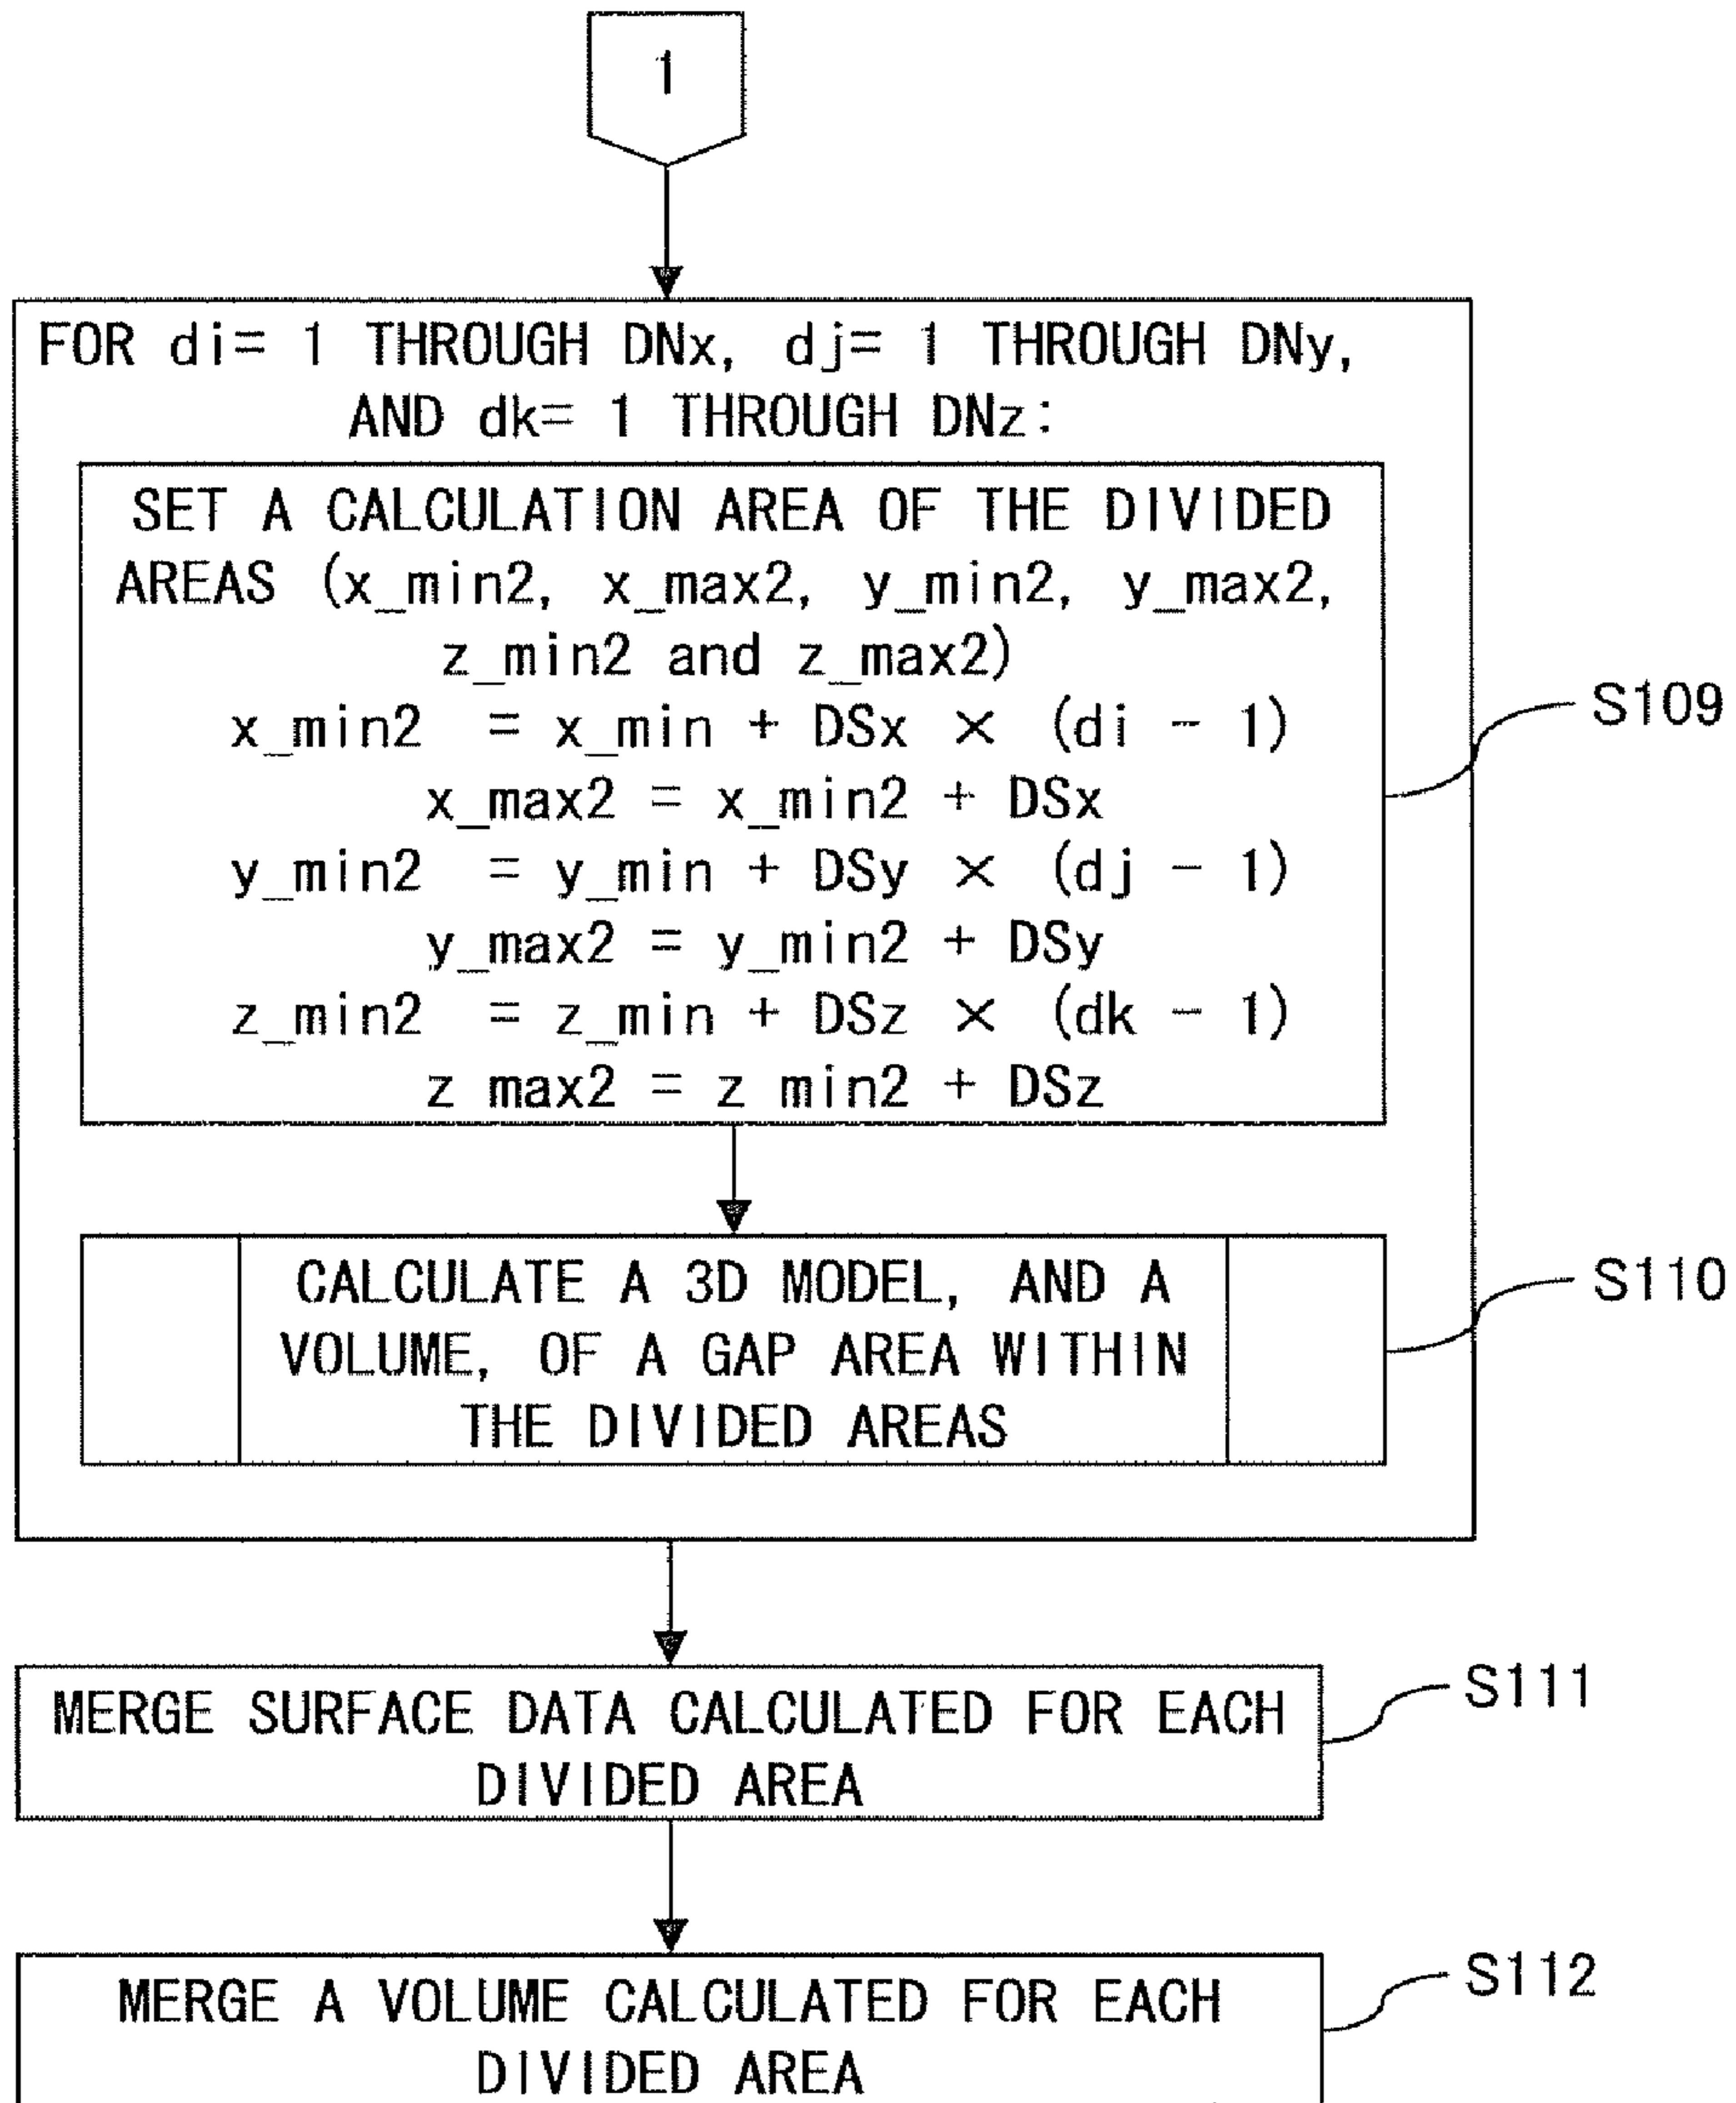 1
FOR di= 1 THROUGH DNx, dj= 1 THROUGH DNy,
AND dk= 1 THROUGH DNz:
SET A CALCULATION AREA OF THE DIVIDED
AREAS (x_min2, x_max2, y_min2, y_max2,
z_min2 and z_max2)
x_min2 = x_min + DSx × (di - 1)
x_max2 = x_min2 + DSx
y_min2 = y_min + DSy × (dj - 1)
y_max2 = y_min2 + DSy
z_min2 = z_min + DSz × (dk - 1)
z max2 = z min2 + DSz
S109
CALCULATE A 3D MODEL, AND A
VOLUME, OF A GAP AREA WITHIN
THE DIVIDED AREAS
S110
MERGE SURFACE DATA CALCULATED FOR EACH
DIVIDED AREA
S111
MERGE A VOLUME CALCULATED FOR EACH
DIVIDED AREA
S112